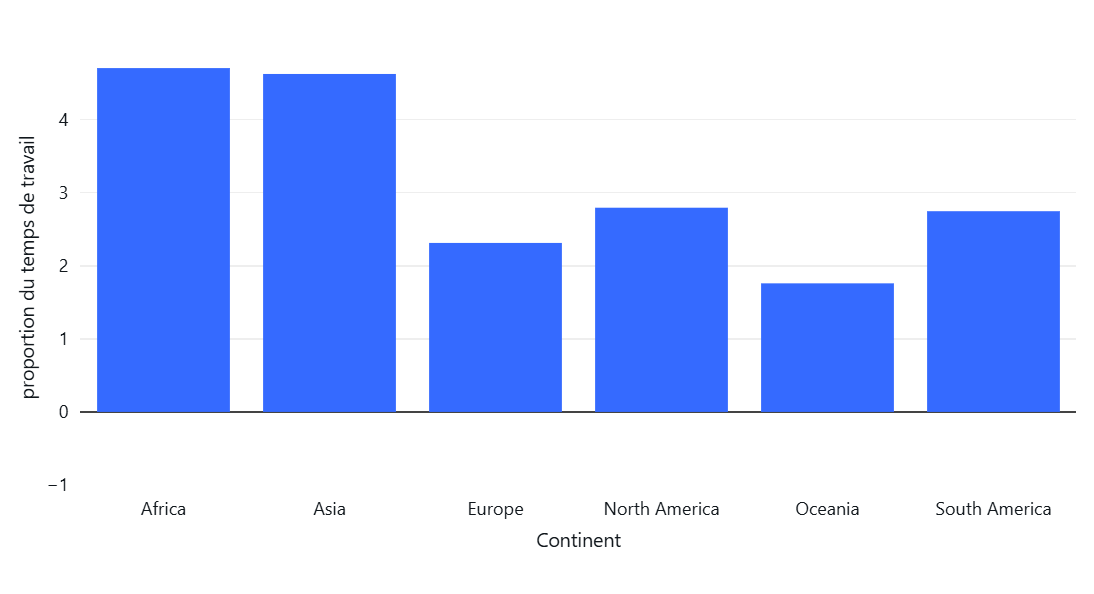 proportion du temps de travail
4
3
2
1
0
−1
Africa
Asia
Europe
North America
Oceania
South America
Continent